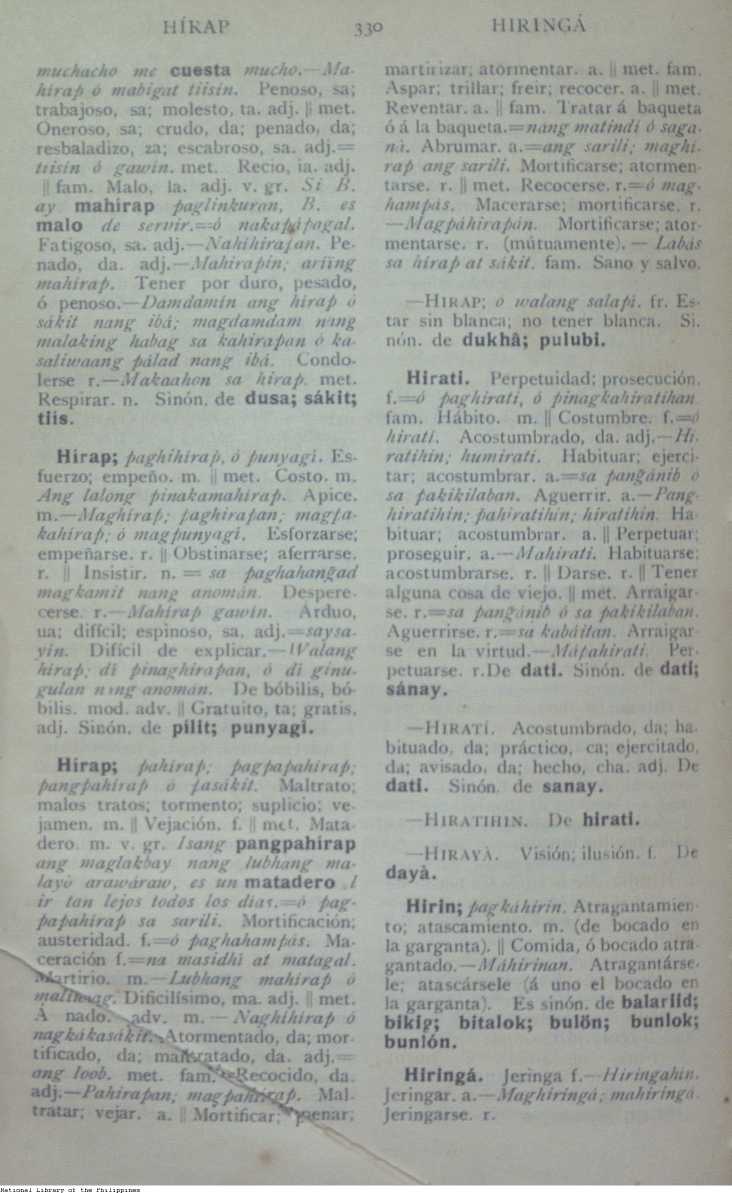 HÍRAP
330
HIRINGÁ
muchacho me cuesta mucho.—Ma-
hirap ó mabigat tiisin. Penoso, sa;
trabajoso, sa; molesto, ta. adj. || met.
Oneroso, sa; crudo, da; penado, da;
resbaladizo, za; escabroso, sa. adj.=
tiisin ó gawin. met. Recio, ia. adj.
|| fam. Malo, la. adj. v. gr. Si B.
ay mahirap paglinkuran, B. es
malo de servir.=ó nakapápagal.
Fatigoso, sa. adj.—Nahihirapan. Pe-
nado, da. adj.—Mahirapin; ariing
mahirap. Tener por duro, pesado,
ó penoso.—Damdamin ang hirap ó
sákit nang ibá; magdamdam nang
malaking habag sa kahirapan ó ka-
saliwaang pálad nang ibá. Condo-
lerse r.—Makaahon sa hirap. met.
Respirar. n. Sinón. de dusa; sákit;
tiis.
Hirap; paghihirap, ó punyagi. Es-
fuerzo; empeño. m. || met. Costo. m.
Ang lalong pinakamahirap. Apice.
m.—Maghirap; paghirapan; magpa-
kahirap; ó magpunyagi. Esforzarse;
empeñarse. r. || Obstinarse; aferrarse.
r. || Insistir. n. = sa paghahangad
magkamit nang anomán. Despere-
cerse. r.—Mahirap gawin. Arduo,
ua; difícil; espinoso, sa. adj.=saysa-
yin. Difícil de explicar.—Walang
hirap; di pinaghirapan, ó di ginu-
gulan nang anomán. De bóbilis, bó-
bilis. mod. adv. || Gratuito, ta; gratis.
adj. Sinón. de pilit; punyagi.
Hirap; pahirap; pagpapahirap;
pangpahirap ó pasákit. Maltrato;
malos tratos; tormento; suplicio; ve-
jamen. m. || Vejación. f. || met. Mata-
dero. m. v. gr. Isang pangpahirap
ang maglakbay nang lubhang ma-
layò arawáraw, es un matadero l
ir tan lejos todos los dias.=ó pag-
papahirap sa sarili. Mortificación;
austeridad. f.=ó paghahampás. Ma-
ceración f.=na masidhi at matagal.
Martirio. m.—Lubhang mahirap ó
maliwag. Dificilísimo, ma. adj. || met.
Á nado. adv. m. — Naghihirap ó
nagkákasákit. Atormentado, da; mor-
tificado, da; maltratado, da. adj.=
ang loob. met. fam. Recocido, da.
adj.—Pahirapan; magpahirap. Mal-
tratar; vejar. a. || Mortificar; penar;
martirizar; atormentar. a. || met. fam.
Aspar; trillar; freir; recocer. a. || met.
Reventar. a. || fam. Tratar á baqueta
ó á la baqueta.=nang matindi ó saga-
nà. Abrumar. a.=ang sarili; maghi-
rap ang sarili. Mortificarse; atormen-
tarse. r. || met. Recocerse. r.=ó mag-
hampás. Macerarse; mortificarse. r.
—Magpáhirapán. Mortificarse; ator-
mentarse. r. (mútuamente). — Labás
sa hirap at sákit. fam. Sano y salvo.
—HIRAP; ó walang salapî. fr. Es-
tar sin blanca; no tener blanca. Si-
nón. de dukhâ; pulubi.
Hirati. Perpetuidad; prosecución.
f.=ó paghirati, ó pinagkahiratihan.
fam. Hábito. m. || Costumbre. f.=ó
hirati. Acostumbrado, da. adj.—Hi-
ratihin; humirati. Habituar; ejerci-
tar; acostumbrar. a.=sa pangánib ó
sa pakikilaban. Aguerrir. a.—Pang-
hiratihin; pahiratihin; hiratihin. Ha-
bituar; acostumbrar. a. || Perpetuar;
proseguir. a.—Mahirati. Habituarse;
acostumbrarse. r. || Darse. r. || Tener
alguna cosa de viejo. || met. Arraigar-
se. r.=sa pangánib ó sa pakikilaban.
Aguerrirse. r.=sa kabáitan. Arraigar-
se en la virtud.—Mápahirati. Per-
petuarse. r.De dati. Sinón. de dati;
sánay.
—HIRATÍ. Acostumbrado, da; ha-
bituado, da; práctico, ca; ejercitado,
da; avisado, da; hecho, cha. adj. De
dati. Sinón. de sanay.
—HIRATIHIN. De hirati.
—HIRAYÀ. Visión; ilusión. f. De
dayà.
Hirin; pagkáhirin. Atragantamien-
to; atascamiento. m. (de bocado en
la garganta). || Comida, ó bocado atra-
gantado.—Máhirinan. Atragantárse-
le; atascársele (á uno el bocado en
la garganta). Es sinón. de balariid;
bikig; bitalok; bulón; bunlok;
bunlón.
Hiringá. Jeringa f.—Hiringahin.
Jeringar. a.—Maghiringá; mahiringá.
Jeringarse. r.
National Library of the Philippines